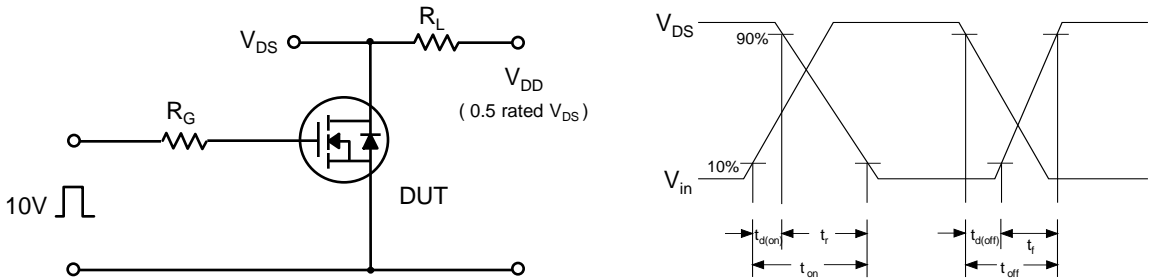 R_L
V_DS
V_DD
( 0.5 rated V_DS )
R_G
DUT
10V
V_DS
90%
10%
V_in
t_d(on)
t_r
t_on
t_d(off)
t_f
t_off